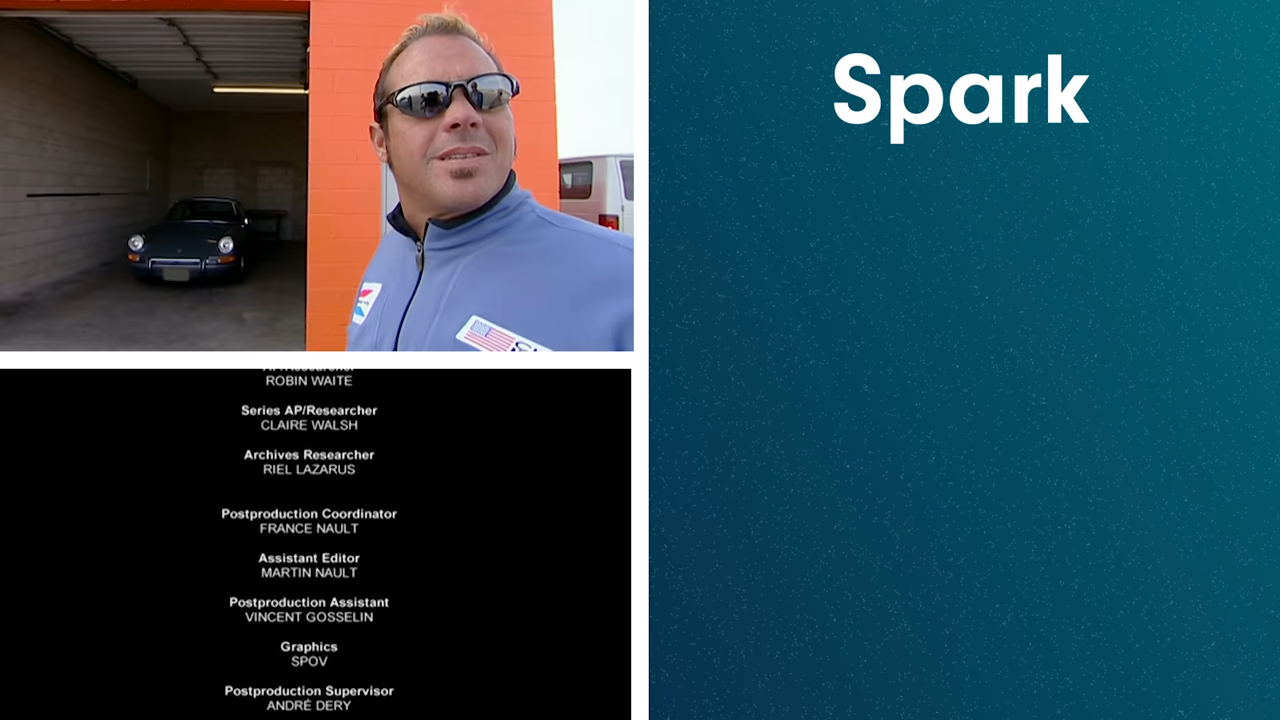 ROBIN WAITE
Series AP/Researcher
CLAIRE WALSH
Archives Researcher
RIEL LAZARUS
Postproduction Coordinator
FRANCE NAULT
Assistant Editor
MARTIN NAULT
Postproduction Assistant
VINCENT GOSSELIN
Graphics
SPOV
Postproduction Supervisor
ANDRÉ DERY
Spark